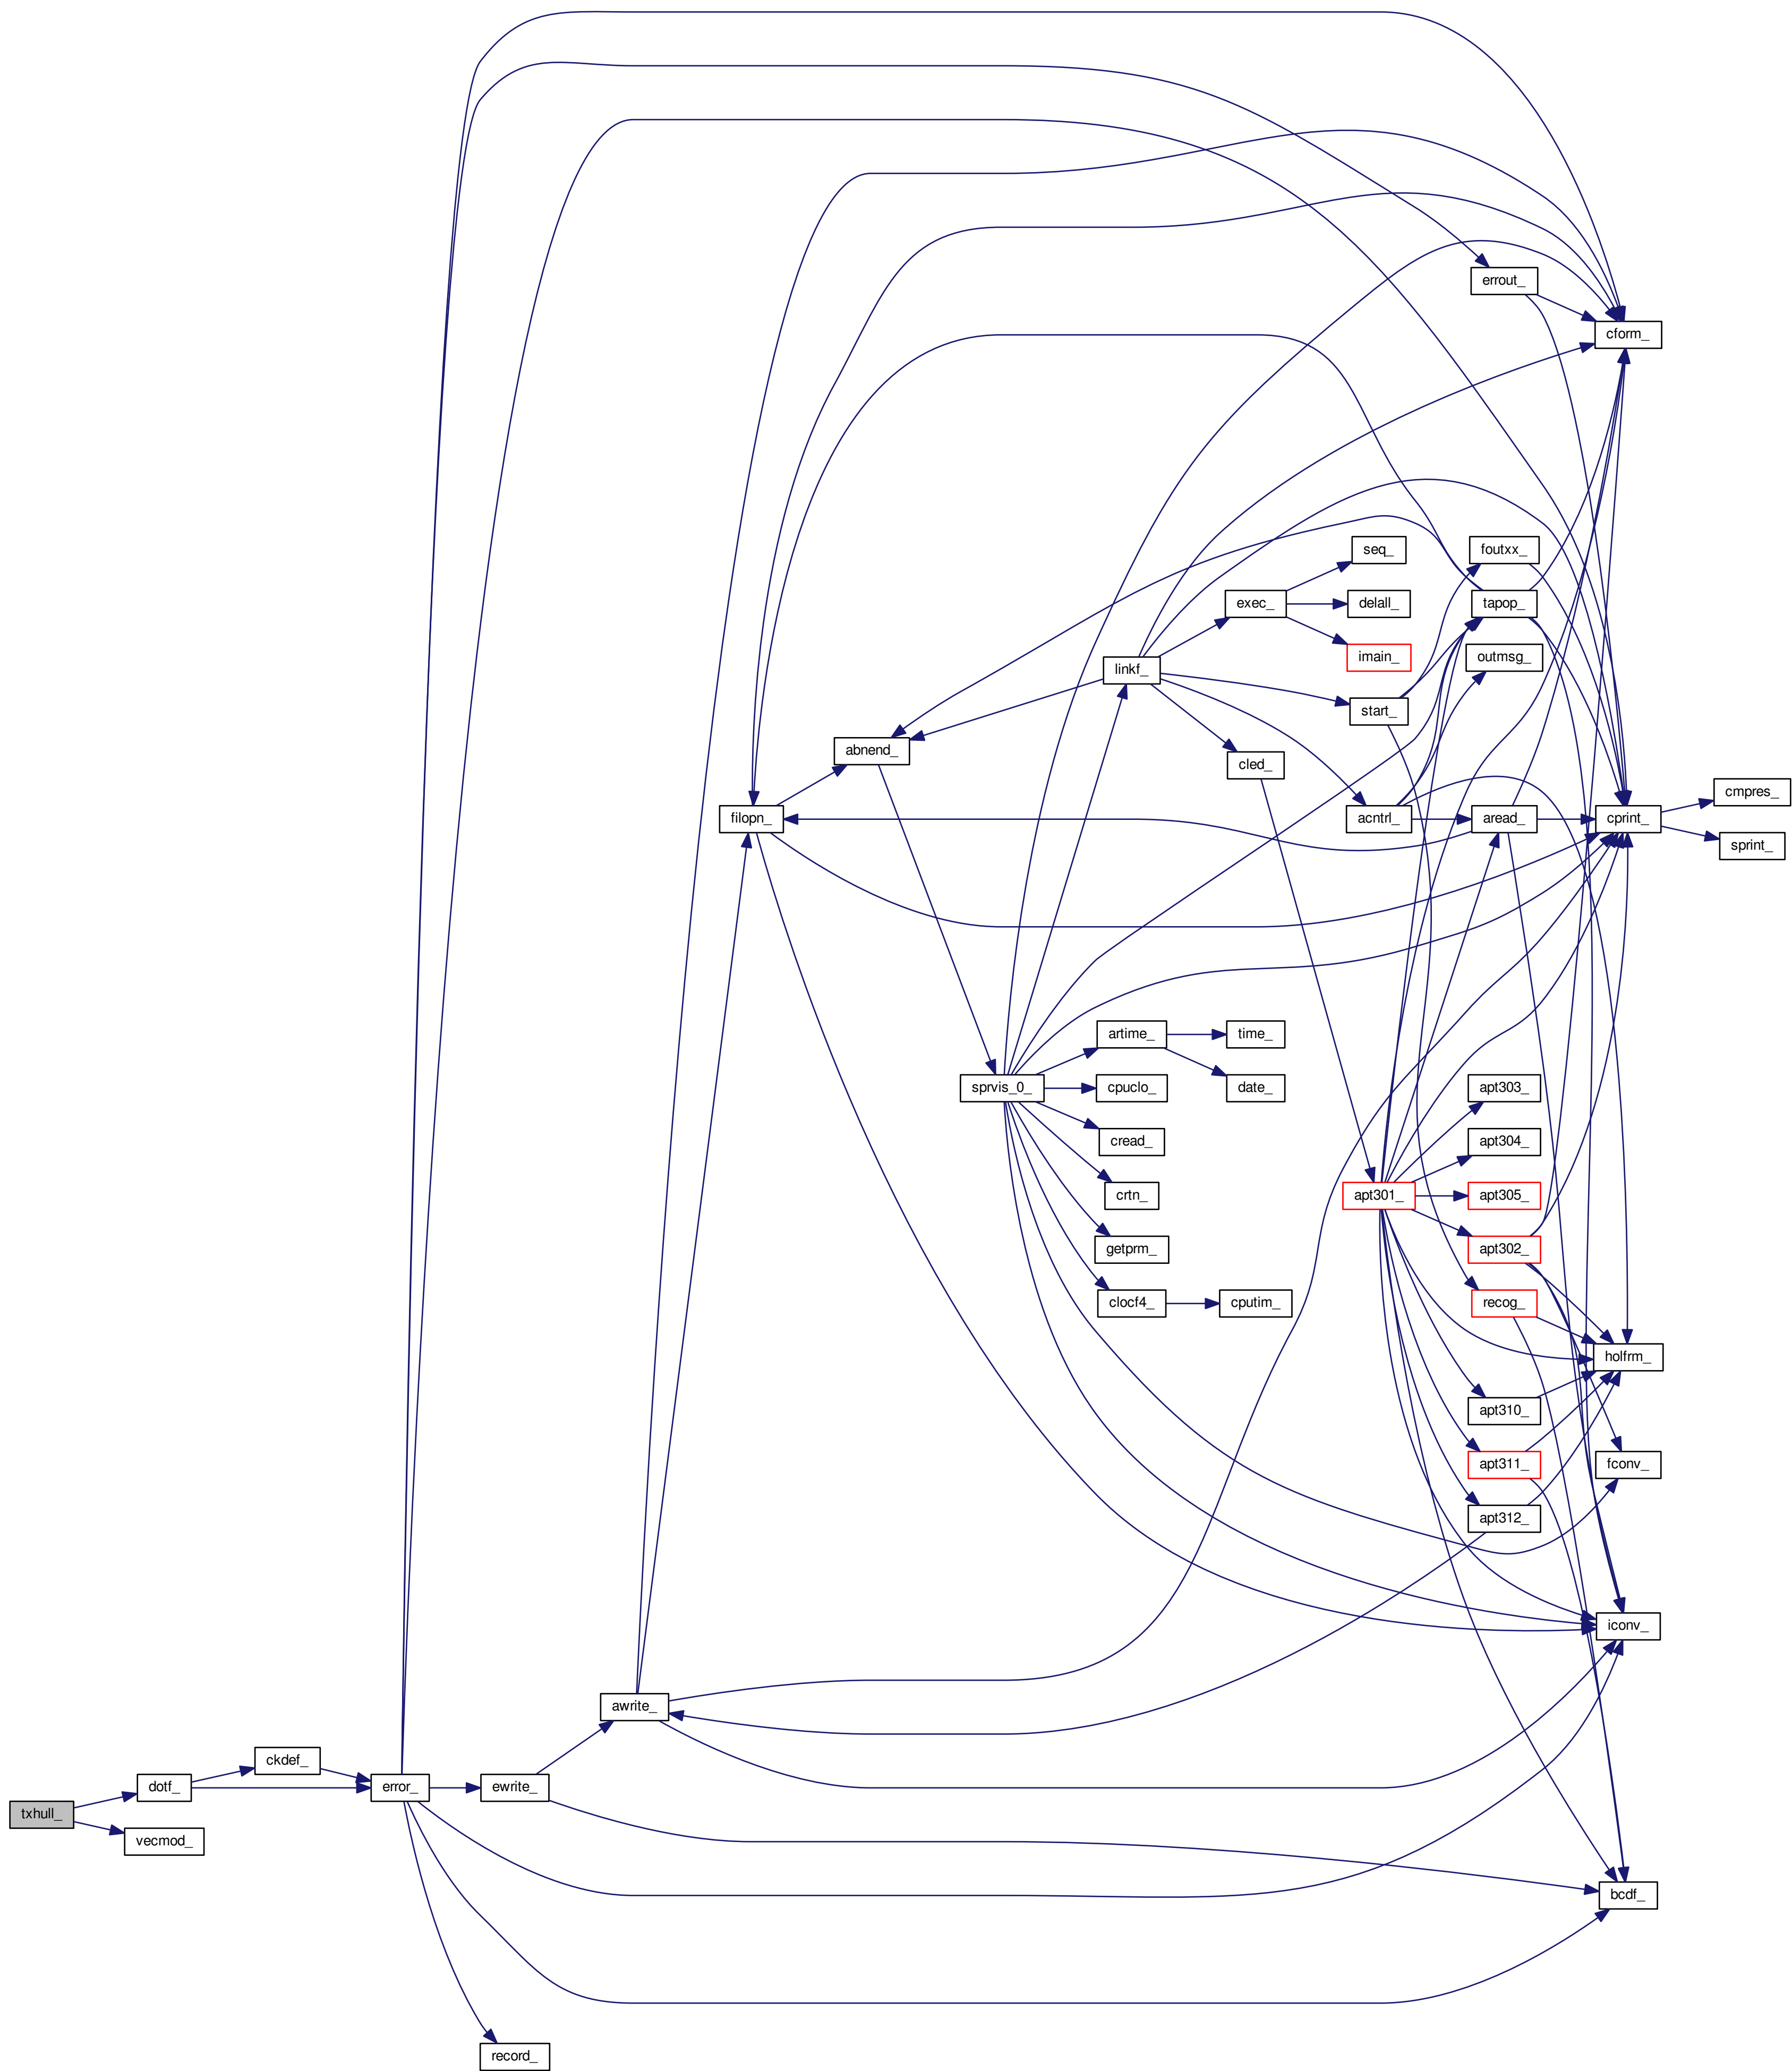 errout_
cform_
seq_
foutxx_
exec_
delall_
tapop_
linkf_
imain_
outmsg_
start_
abnend_
cled_
cmpres_
filopn_
acntrl_
aread_
cprint_
sprint_
artime_
time_
sprvis_0_
cpuclo_
date_
apt303_
cread_
apt304_
crtn_
apt301_
apt305_
getprm_
apt302_
clocf4_
cputim_
recog_
holfrm_
apt310_
apt311_
fconv_
apt312_
iconv_
awrite_
ckdef_
dotf_
error_
ewrite_
txhull_
vecmod_
bcdf_
record_